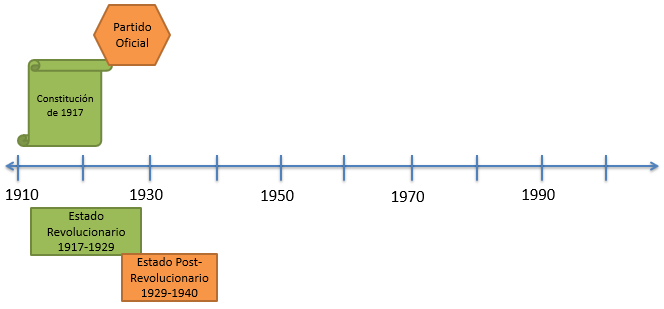 Partido
Oficial
Constitución
de 1917
1910
1930
1950
1970
1990
Estado
Revolucionario
1917-1929
Estado Post-
Revolucionario
1929-1940